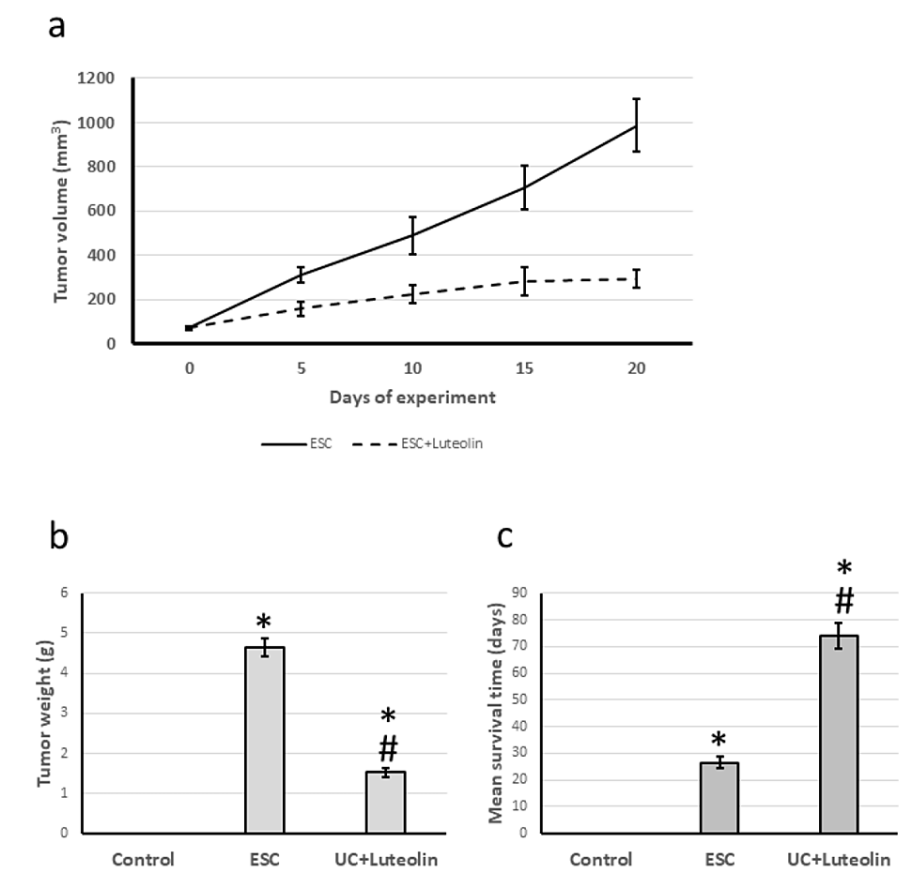 a
1200
1000
800
600
400
200
0
Tumor volume (mm³)
0 5 10 15 20
Days of experiment
ESC ESC+Luteolin
b
6
5
4
3
2
1
0
Tumor weight (g)
*
*
#
Control ESC UC+Luteolin
c
90
80
70
60
50
40
30
20
10
0
Mean survival time (days)
*
*
#
Control ESC UC+Luteolin